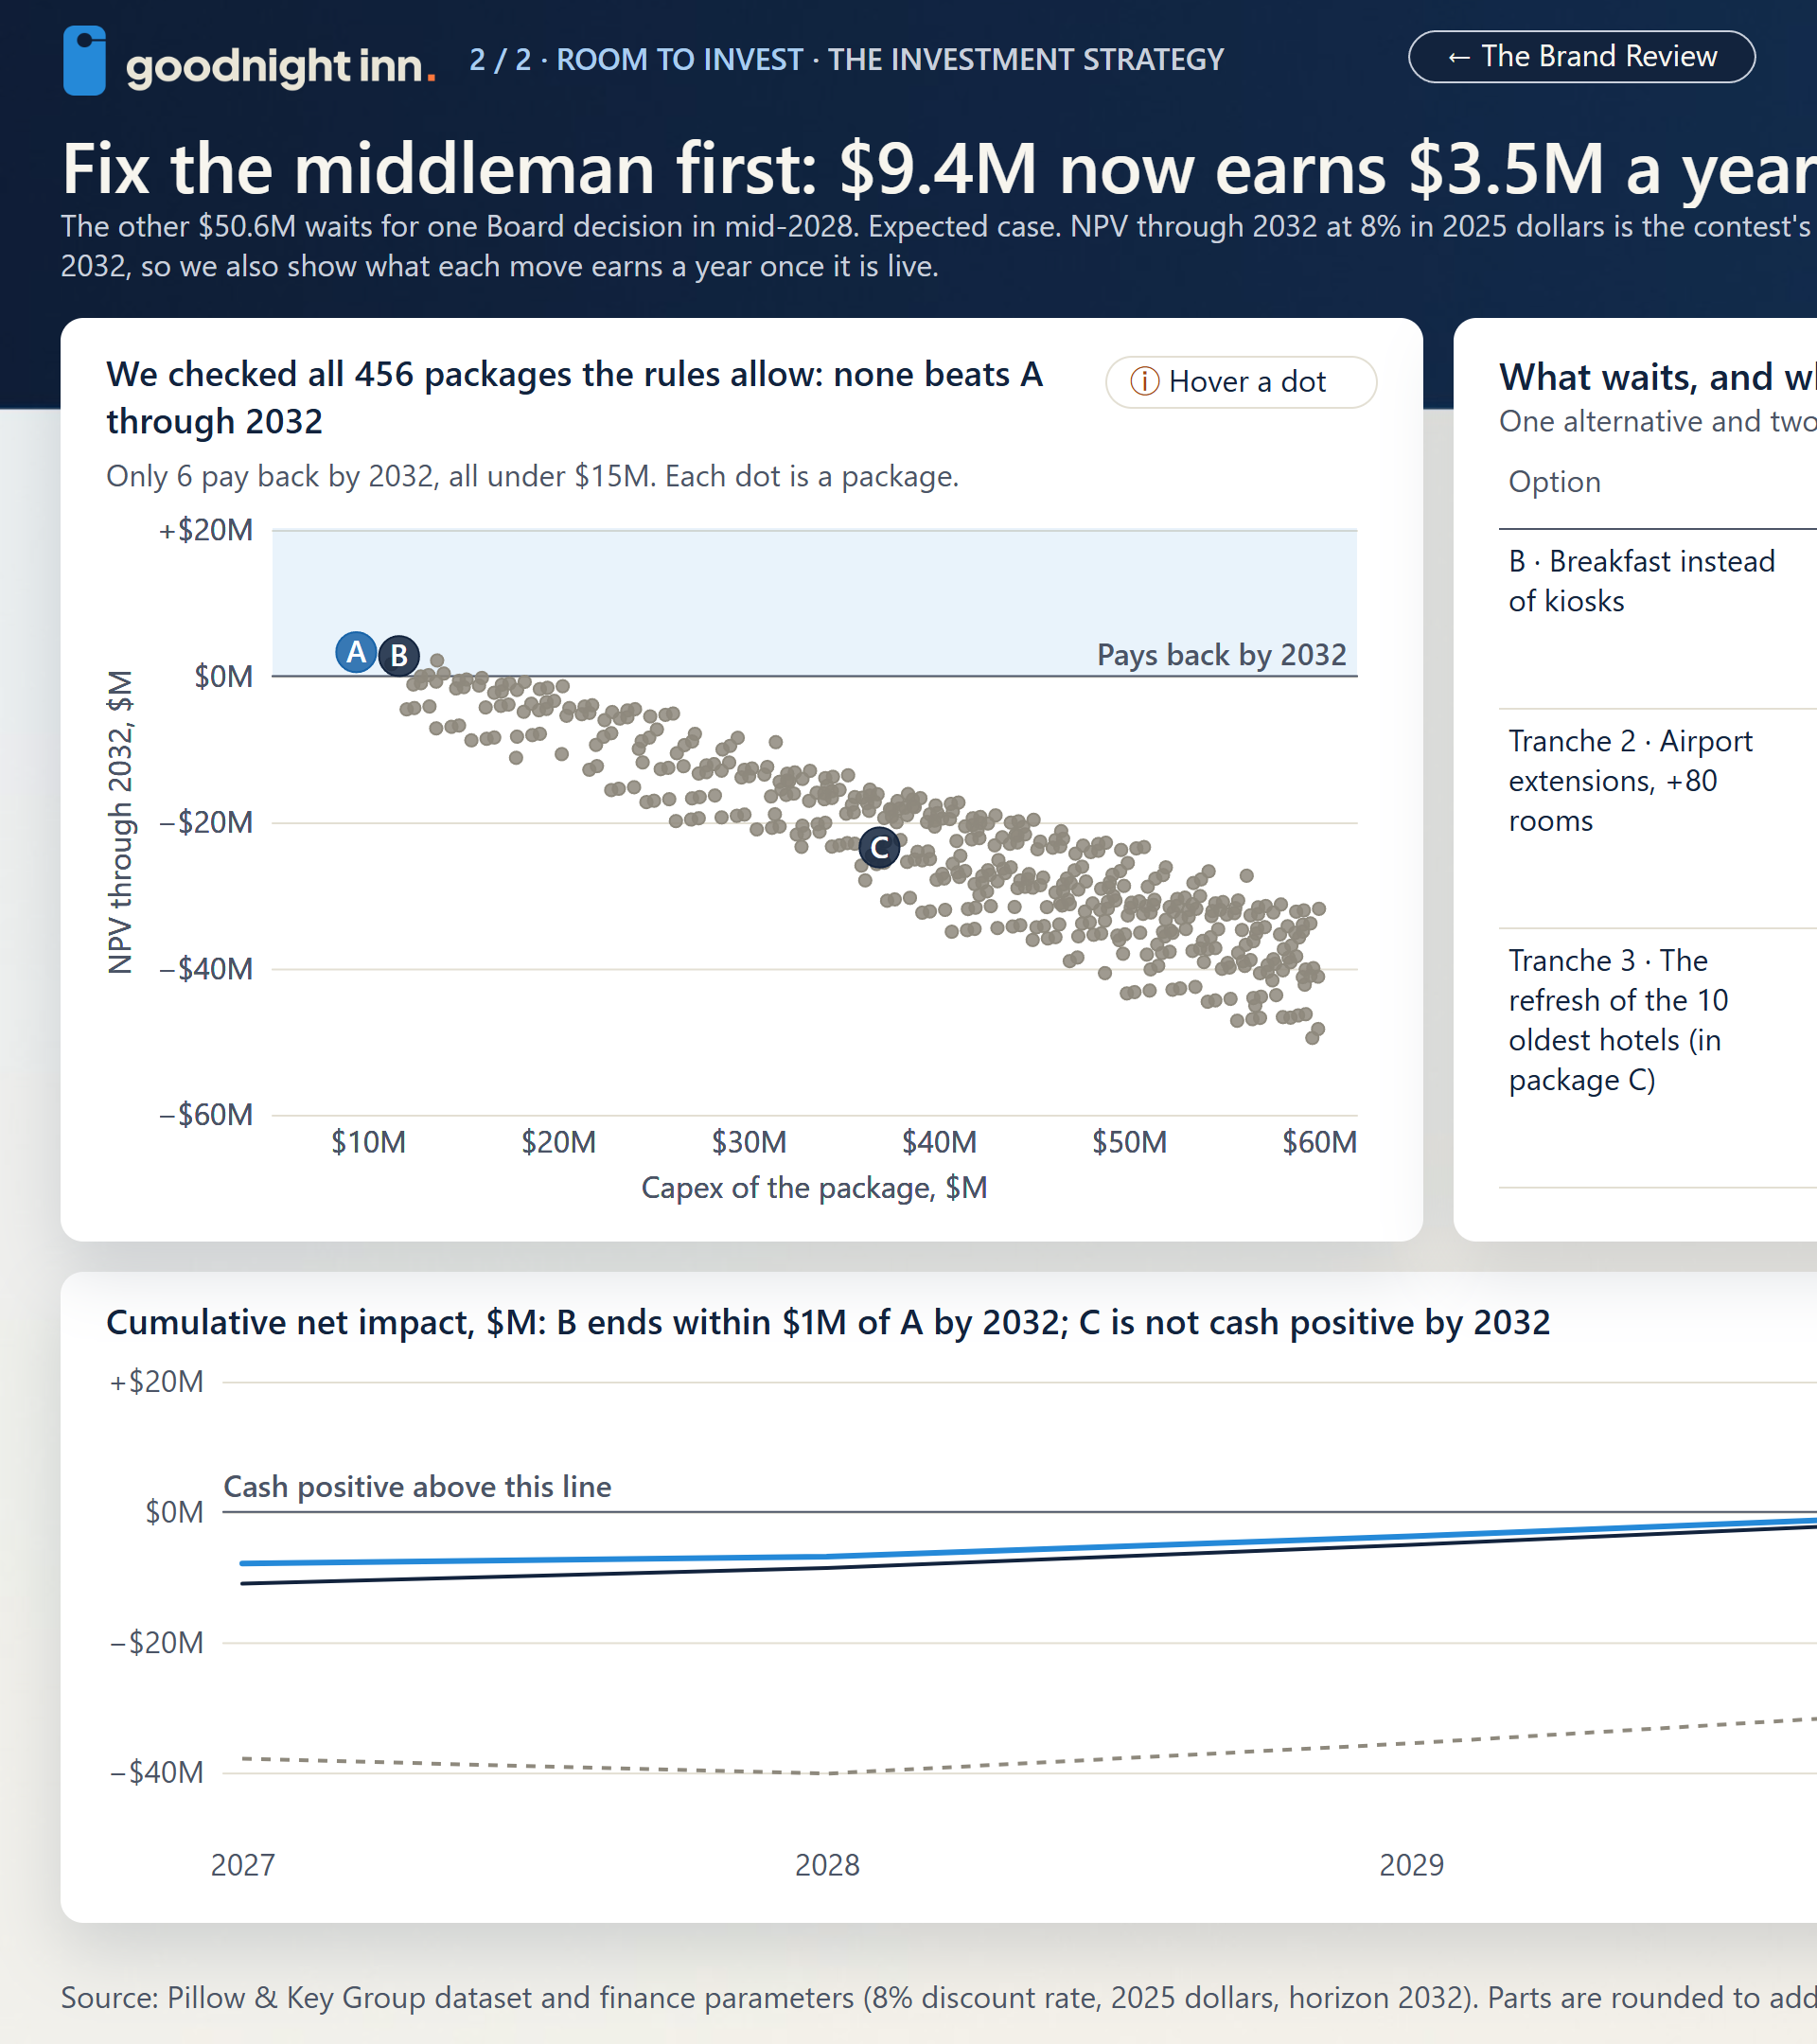 goodnight inn.
2 / 2 · ROOM TO INVEST · THE INVESTMENT STRATEGY
← The Brand Review
Fix the middleman first: $9.4M now earns $3.5M a year
The other $50.6M waits for one Board decision in mid-2028. Expected case. NPV through 2032 at 8% in 2025 dollars is the contest's
2032, so we also show what each move earns a year once it is live.
We checked all 456 packages the rules allow: none beats A
through 2032
ⓘ Hover a dot
Only 6 pay back by 2032, all under $15M. Each dot is a package.
+$20M
$0M
−$20M
−$40M
−$60M
NPV through 2032, $M
A
B
C
Pays back by 2032
$10M
$20M
$30M
$40M
$50M
$60M
Capex of the package, $M
What waits, and
One alternative and two
Option
B · Breakfast instead
of kiosks
Tranche 2 · Airport
extensions, +80
rooms
Tranche 3 · The
refresh of the 10
oldest hotels (in
package C)
Cumulative net impact, $M: B ends within $1M of A by 2032; C is not cash positive by 2032
+$20M
Cash positive above this line
$0M
−$20M
−$40M
2027
2028
2029
Source: Pillow & Key Group dataset and finance parameters (8% discount rate, 2025 dollars, horizon 2032). Parts are rounded to add